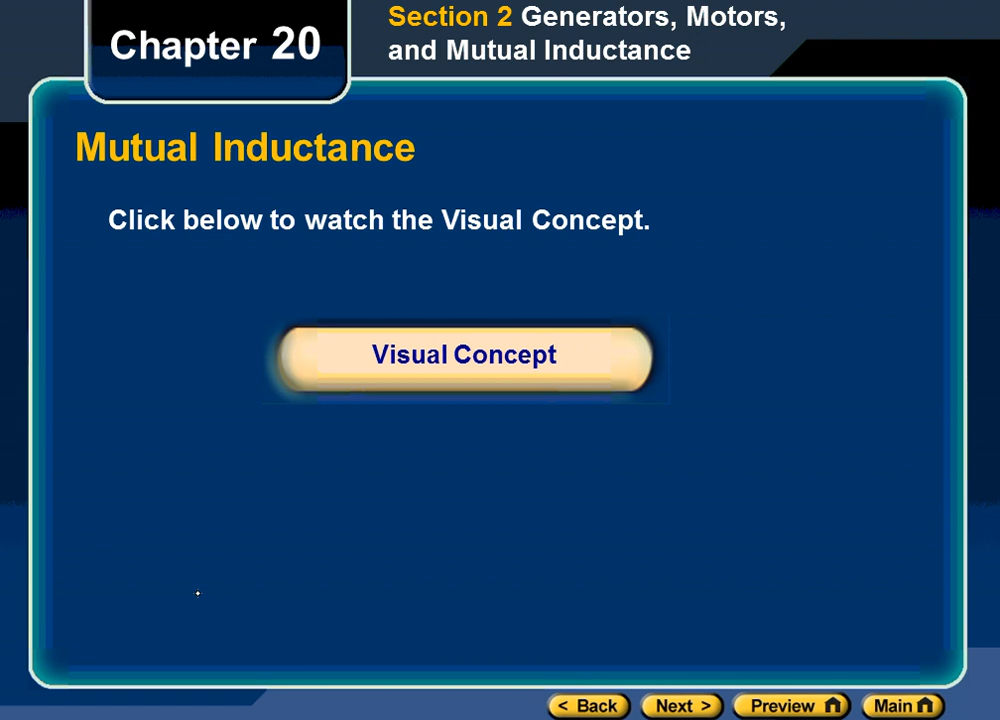 Chapter 20
Section 2 Generators, Motors,
and Mutual Inductance
Mutual Inductance
Click below to watch the Visual Concept.
Visual Concept
< Back
Next >
Preview
Main